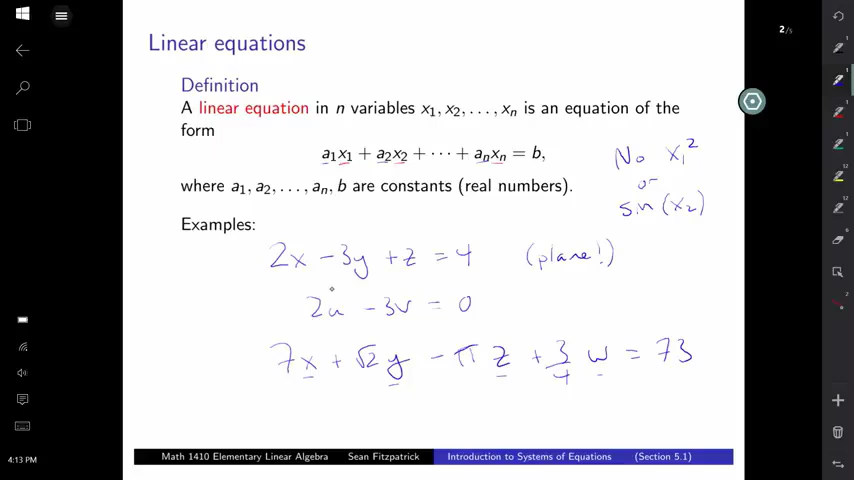 2/5
Linear equations
Definition
A linear equation in n variables x₁, x₂, . . . , xₙ is an equation of the
form
a₁x₁ + a₂x₂ + ··· + aₙxₙ = b,
No x₁²
or
sin(x₂)
where a₁, a₂, . . . , aₙ, b are constants (real numbers).
Examples:
2x - 3y + z = 4 (plane!)
2u - 3v = 0
7x + √2y - πz + 3/4 w = 73
4:13 PM
Math 1410 Elementary Linear Algebra Sean Fitzpatrick Introduction to Systems of Equations (Section 5.1)